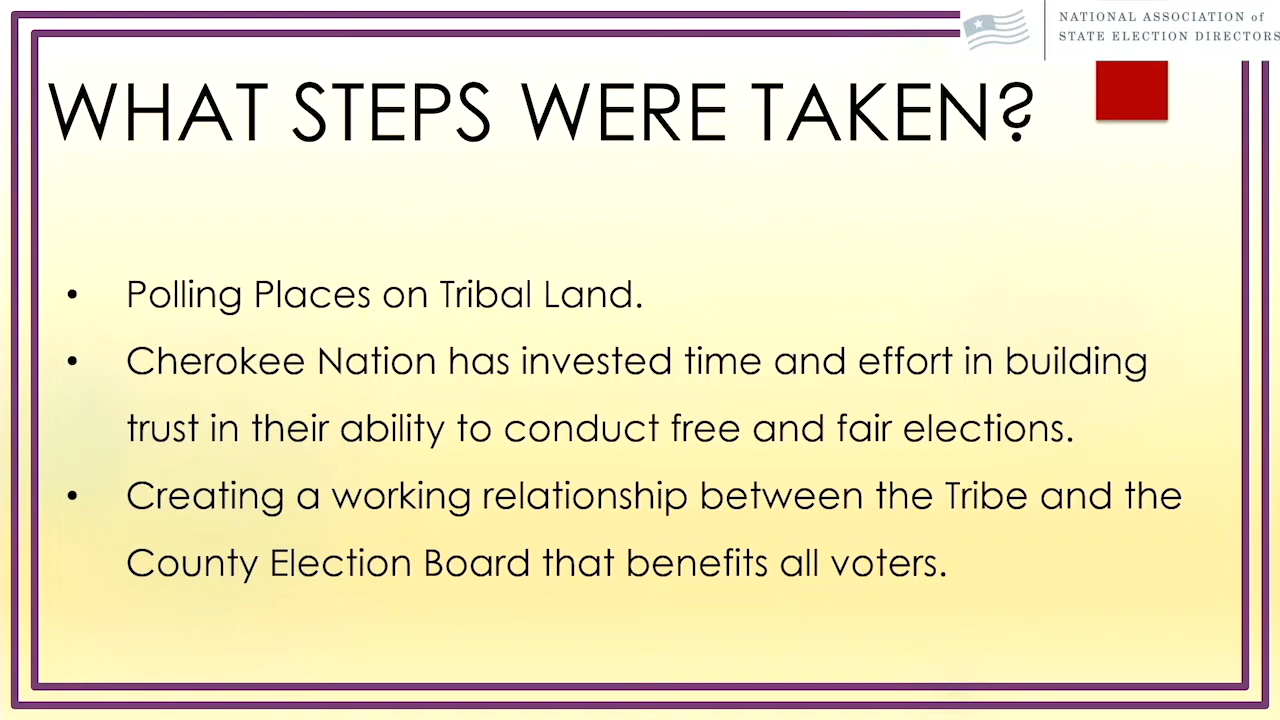 NATIONAL ASSOCIATION of
STATE ELECTION DIRECTORS
WHAT STEPS WERE TAKEN?
• Polling Places on Tribal Land.
• Cherokee Nation has invested time and effort in building
trust in their ability to conduct free and fair elections.
• Creating a working relationship between the Tribe and the
County Election Board that benefits all voters.